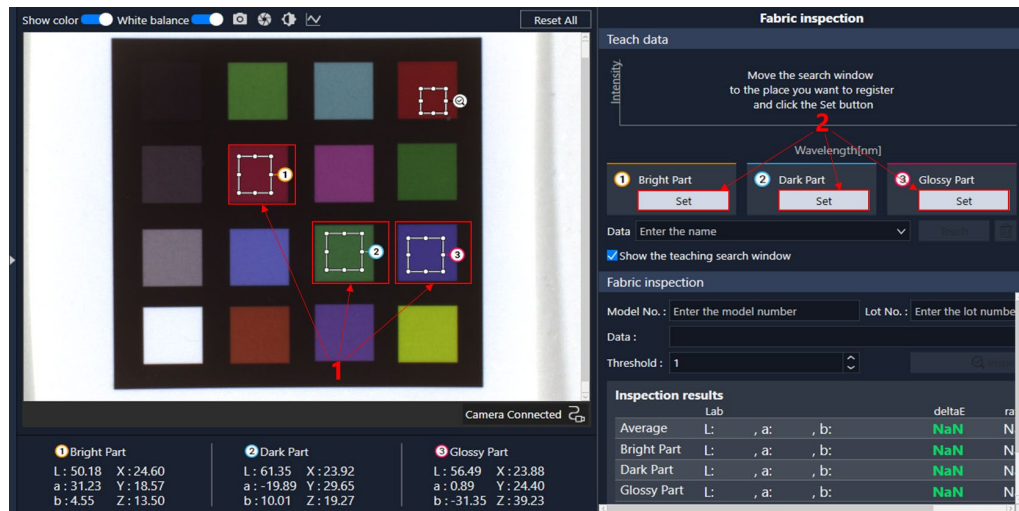 Show color White balance Reset All
Fabric inspection
Teach data
Intensity
Move the search window
to the place you want to register
and click the Set button
2
Wavelength[nm]
1 Bright Part 2 Dark Part 3 Glossy Part
Set Set Set
Data Enter the name
Show the teaching search window
Fabric inspection
Model No. : Enter the model number Lot No. : Enter the lot numbe
Data :
Threshold : 1
Inspection results
Lab deltaE ra
Average L: , a: , b: NaN N
Bright Part L: , a: , b: NaN N
Dark Part L: , a: , b: NaN N
Glossy Part L: , a: , b: NaN N
1
2
3
1
Camera Connected
1 Bright Part
L : 50.18 X : 24.60
a : 31.23 Y : 18.57
b : 4.55 Z : 13.50
2 Dark Part
L : 61.35 X : 23.92
a : -19.89 Y : 29.65
b : 10.01 Z : 19.27
3 Glossy Part
L : 56.49 X : 23.88
a : 0.89 Y : 24.40
b : -31.35 Z : 39.23